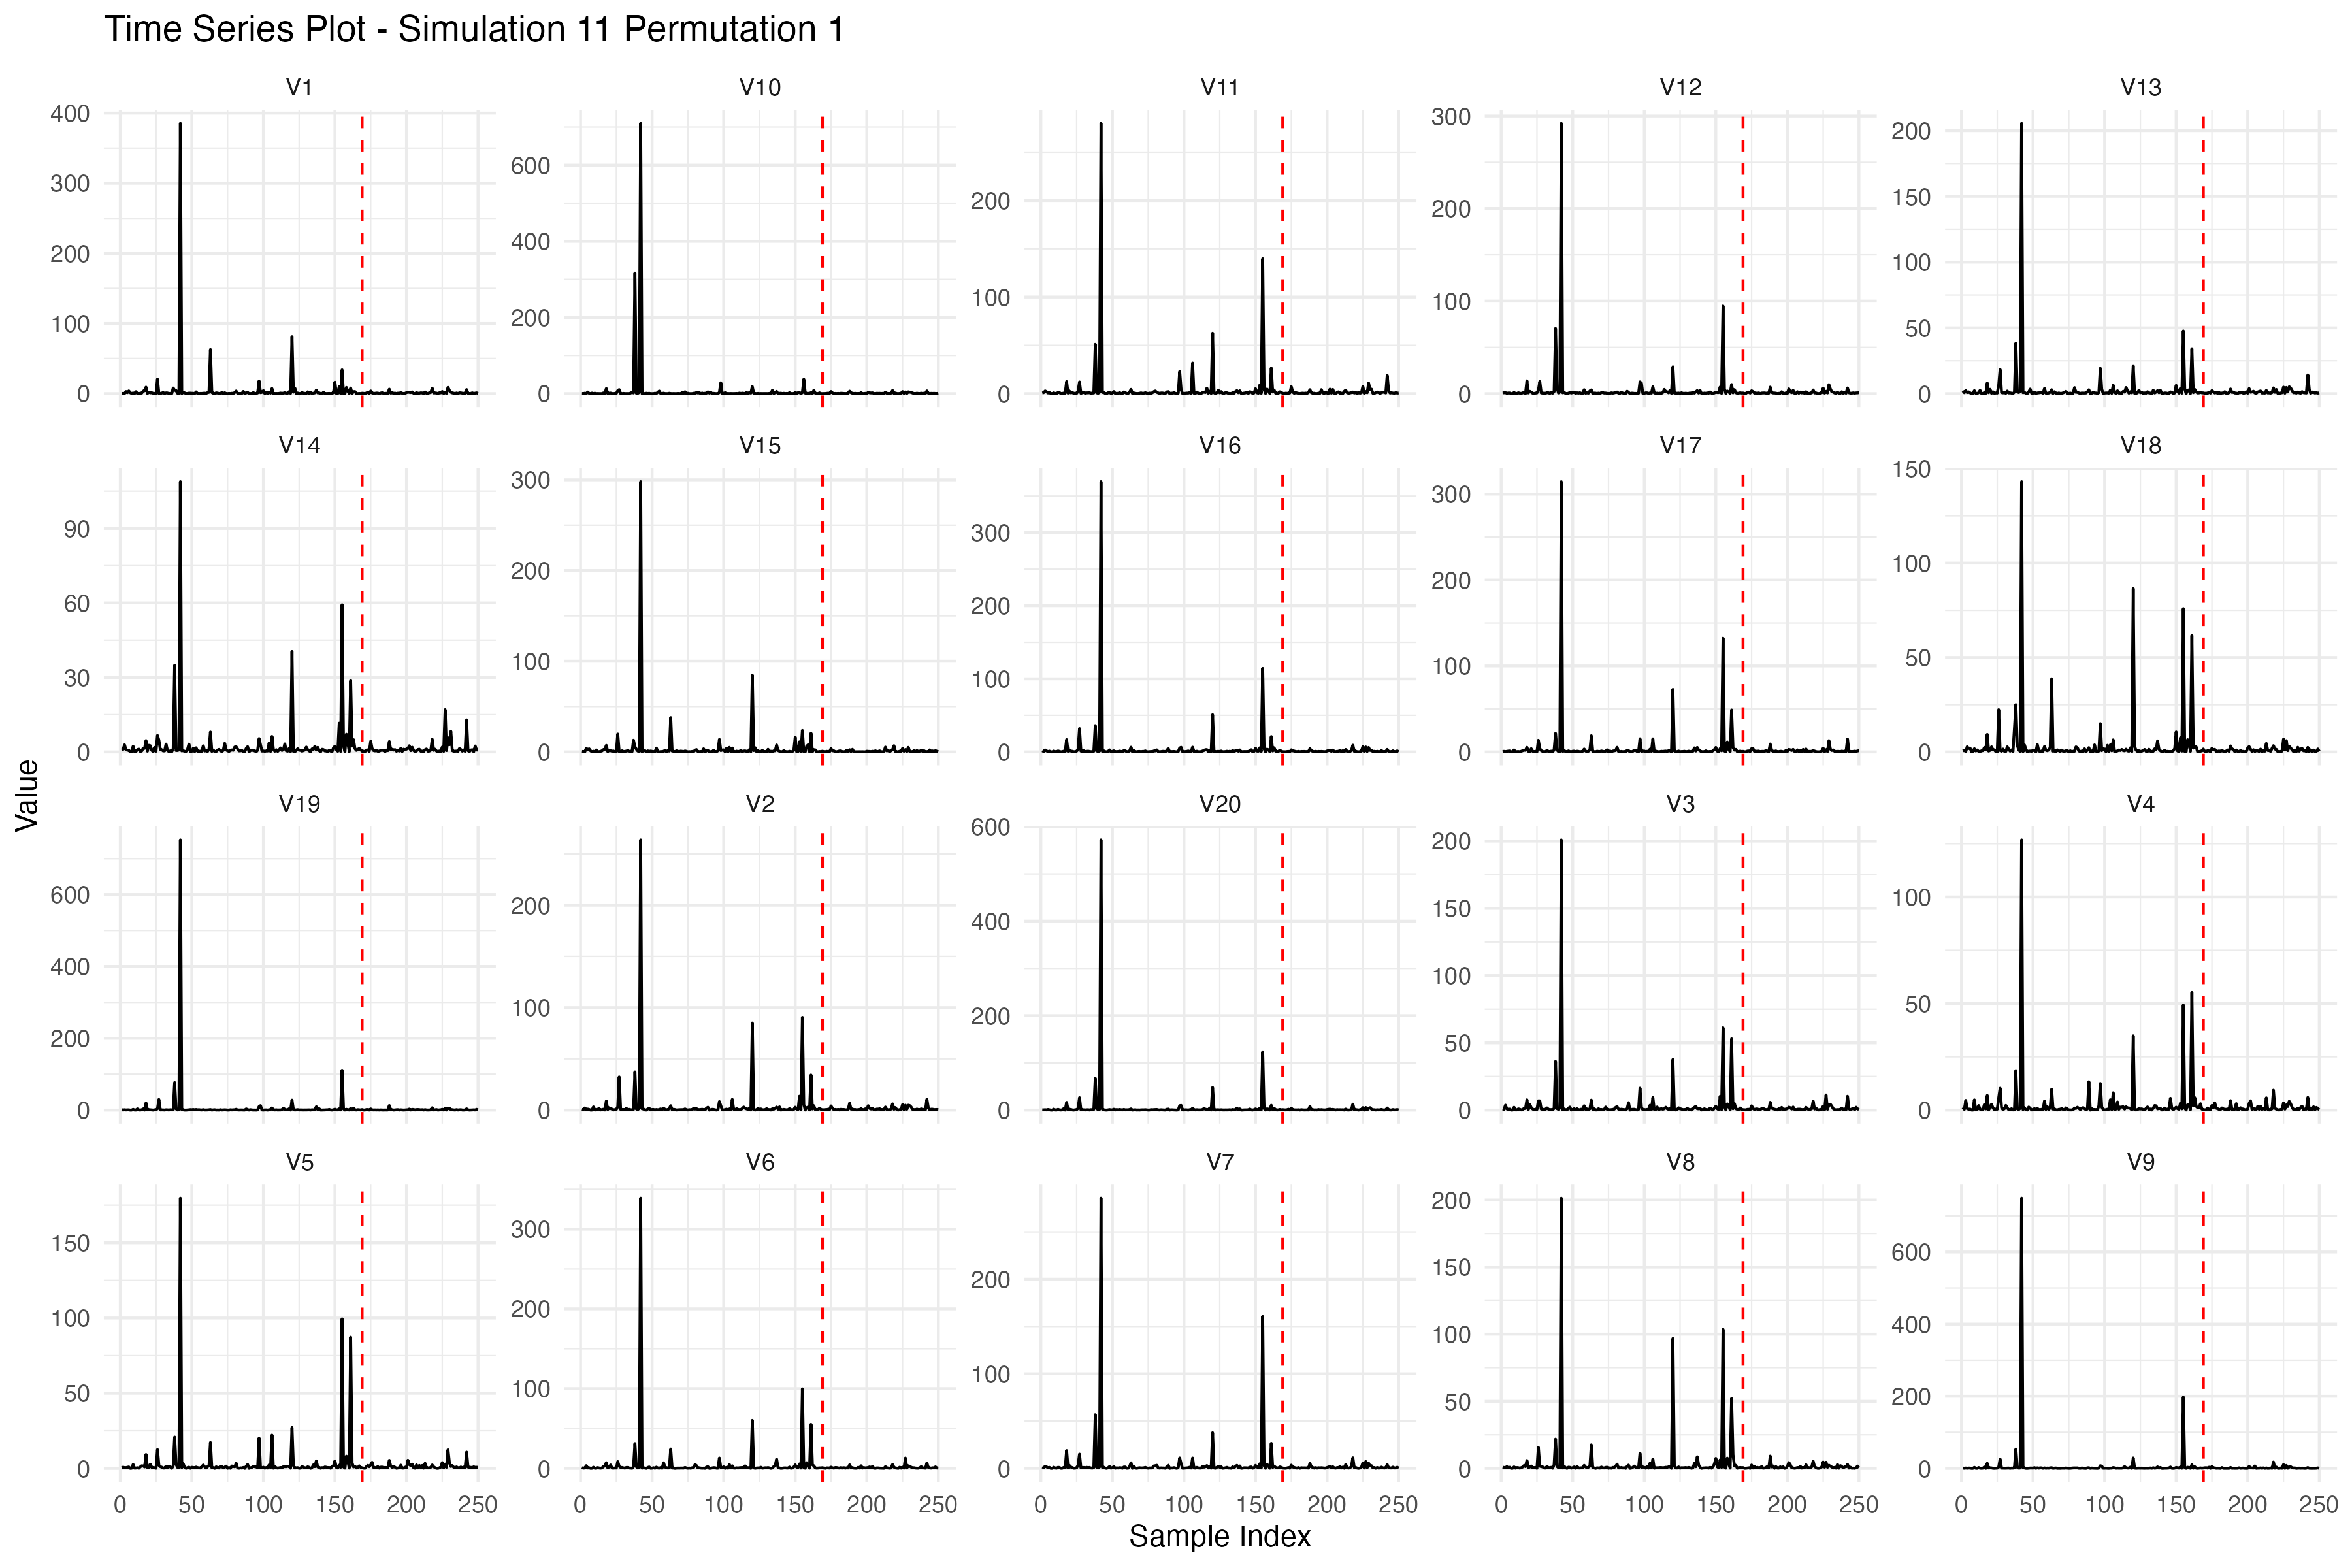 Time Series Plot - Simulation 11 Permutation 1
V1 V10 V11 V12 V13
400 300 200 100 0
600 400 200 0
200 100 0
300 200 100 0
200 150 100 50 0
V14 V15 V16 V17 V18
90 60 30 0
300 200 100 0
300 200 100 0
300 200 100 0
150 100 50 0
Value
V19 V2 V20 V3 V4
600 400 200 0
200 100 0
600 400 200 0
200 150 100 50 0
100 50 0
V5 V6 V7 V8 V9
150 100 50 0
300 200 100 0
200 100 0
200 150 100 50 0
600 400 200 0
0 50 100 150 200 250 0 50 100 150 200 250 0 50 100 150 200 250 0 50 100 150 200 250 0 50 100 150 200 250
Sample Index